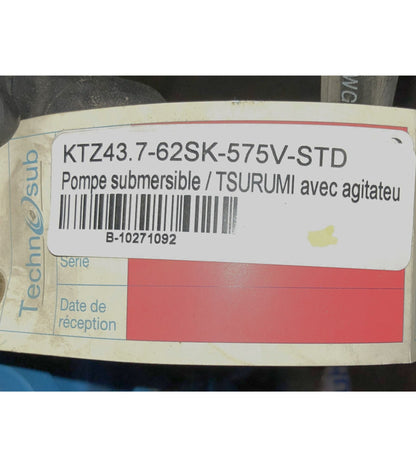 KTZ43.7-62SK-575V-STD
Pompe submersible / TSURUMI avec agitateu
B-10271092
Technosub
Série
Date de
réception